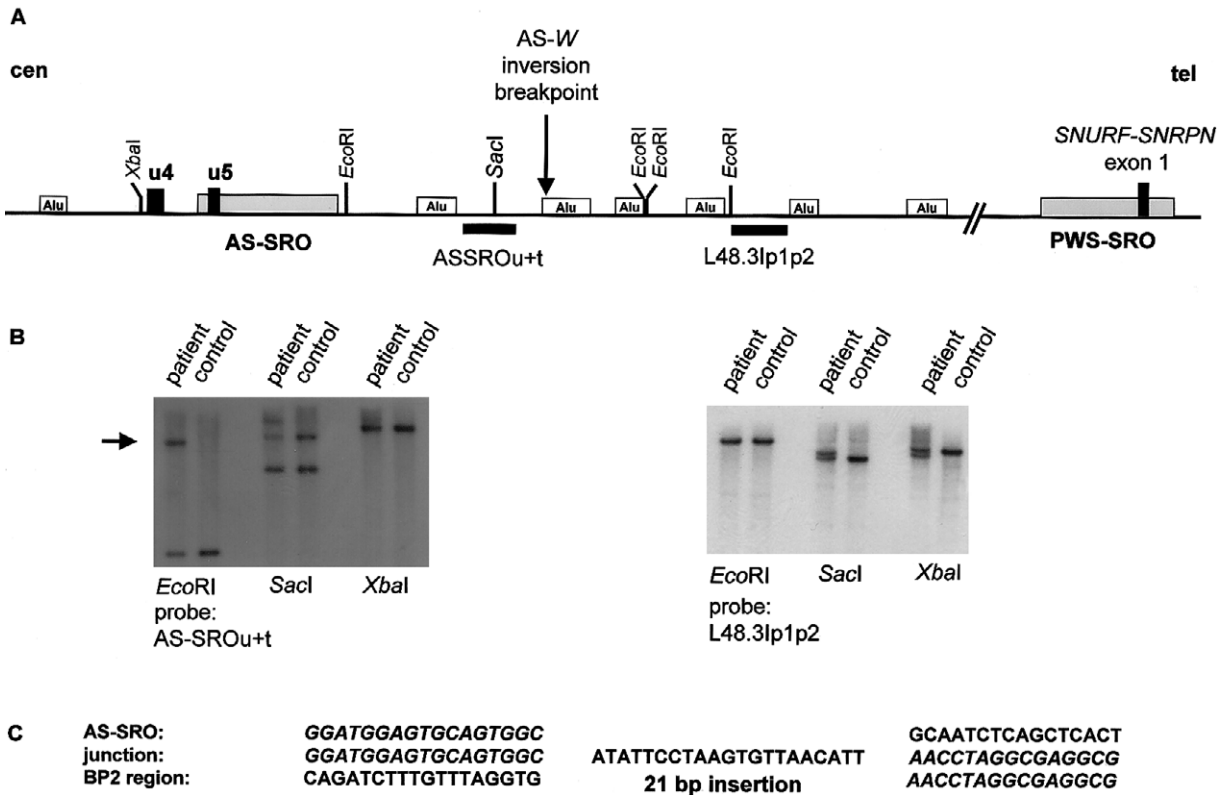 A
cen
AS-W
inversion
breakpoint
tel
XbaI
u4
u5
EcoRI
SacI
EcoRI
EcoRI
EcoRI
SNURF-SNRPN
exon 1
Alu
Alu
Alu
Alu
Alu
Alu
Alu
AS-SRO
ASSROu+t
L48.3Ip1p2
PWS-SRO
B
patient
control
patient
control
patient
control
EcoRI
SacI
XbaI
probe:
AS-SROu+t
patient
control
patient
control
patient
control
EcoRI
SacI
XbaI
probe:
L48.3Ip1p2
C
AS-SRO: GGATGGAGTGCAGTGGC GCAATCTCAGCTCACT
junction: GGATGGAGTGCAGTGGC ATATTCCTAAGTGTTAACATT AACCTAGGCGAGGCG
BP2 region: CAGATCTTTGTTTAGGTG 21 bp insertion AACCTAGGCGAGGCG